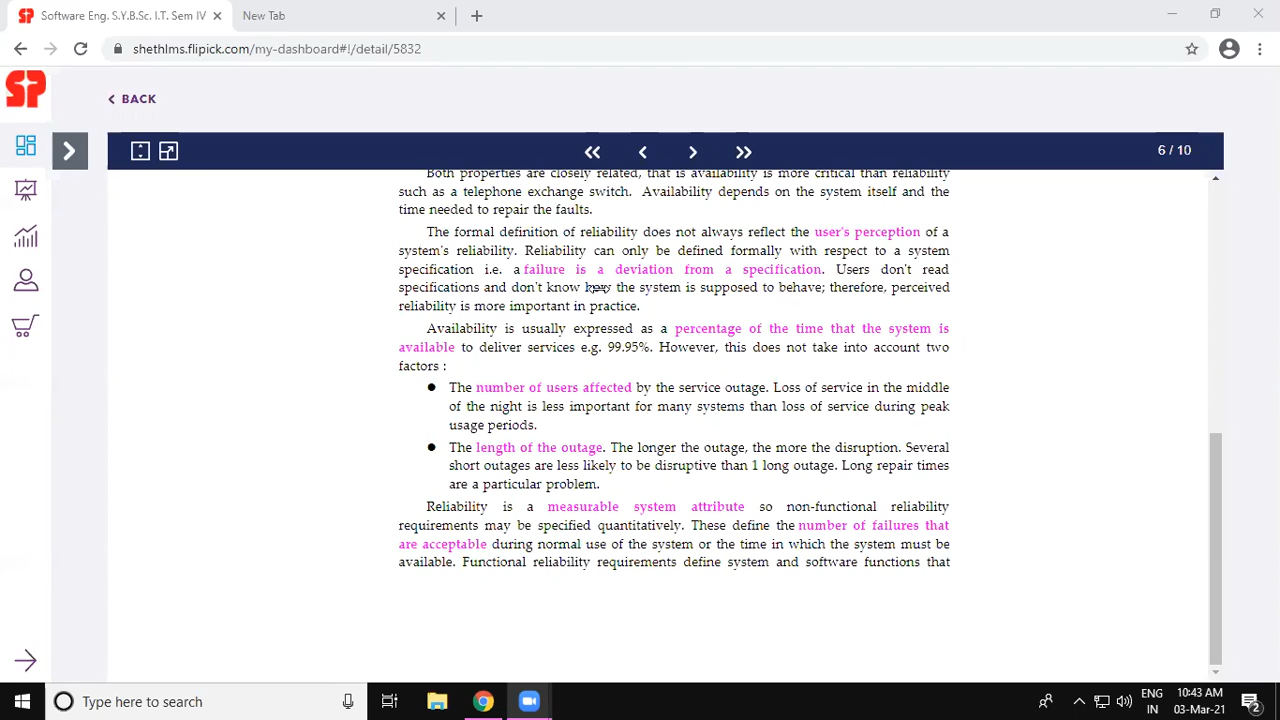 Software Eng. S.Y.B.Sc. I.T. Sem IV
New Tab
shethlms.flipick.com/my-dashboard#!/detail/5832
SP
BACK
6 / 10
Both properties are closely related, that is availability is more critical than reliability
such as a telephone exchange switch. Availability depends on the system itself and the
time needed to repair the faults.
The formal definition of reliability does not always reflect the user's perception of a
system's reliability. Reliability can only be defined formally with respect to a system
specification i.e. a failure is a deviation from a specification. Users don't read
specifications and don't know how the system is supposed to behave; therefore, perceived
reliability is more important in practice.
Availability is usually expressed as a percentage of the time that the system is
available to deliver services e.g. 99.95%. However, this does not take into account two
factors :
● The number of users affected by the service outage. Loss of service in the middle
of the night is less important for many systems than loss of service during peak
usage periods.
● The length of the outage. The longer the outage, the more the disruption. Several
short outages are less likely to be disruptive than 1 long outage. Long repair times
are a particular problem.
Reliability is a measurable system attribute so non-functional reliability
requirements may be specified quantitatively. These define the number of failures that
are acceptable during normal use of the system or the time in which the system must be
available. Functional reliability requirements define system and software functions that
Type here to search
ENG
IN
10:43 AM
03-Mar-21
2